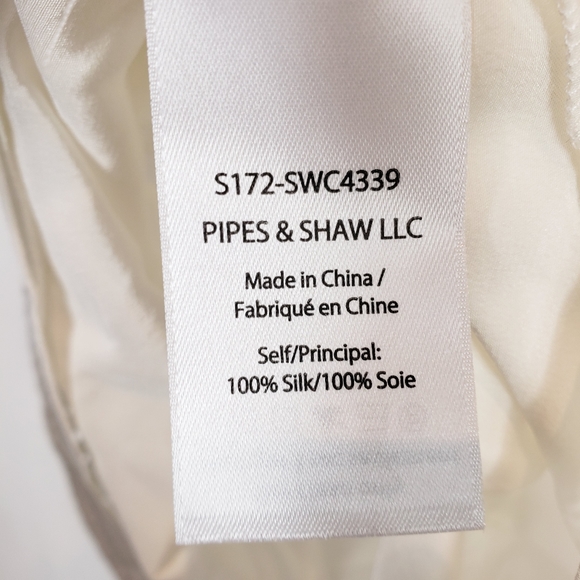 S172-SWC4339
PIPES & SHAW LLC
Made in China /
Fabriqué en Chine
Self/Principal:
100% Silk/100% Soie